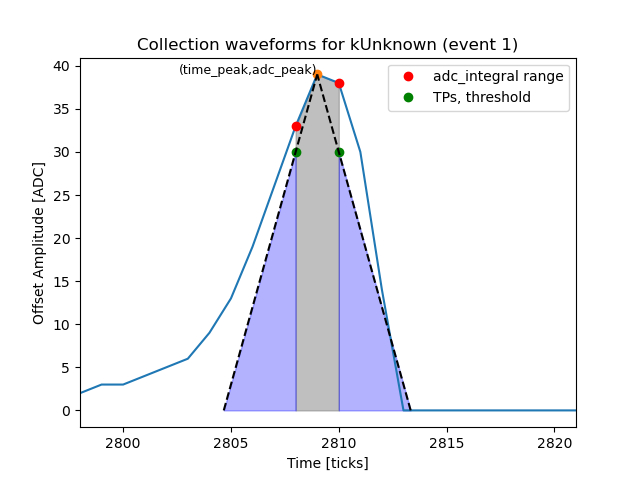 Collection waveforms for kUnknown (event 1)
(time_peak,adc_peak)
adc_integral range
TPs, threshold
40
35
30
25
20
15
10
5
0
Offset Amplitude [ADC]
2800 2805 2810 2815 2820
Time [ticks]